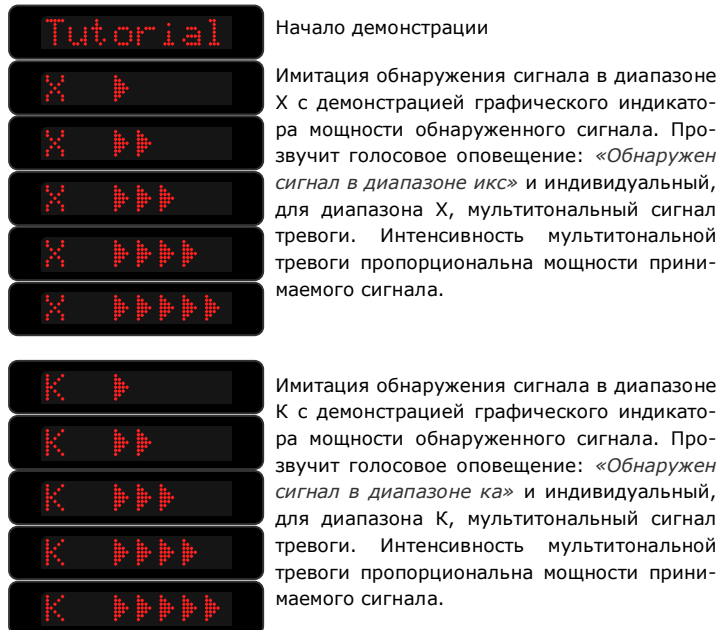 Tutorial
Начало демонстрации
X
X
X
X
X
Имитация обнаружения сигнала в диапазоне
X с демонстрацией графического индикато-
ра мощности обнаруженного сигнала. Про-
звучит голосовое оповещение: «Обнаружен
сигнал в диапазоне икс» и индивидуальный,
для диапазона X, мультитональный сигнал
тревоги. Интенсивность мультитональной
тревоги пропорциональна мощности прини-
маемого сигнала.
K
K
K
K
K
Имитация обнаружения сигнала в диапазоне
К с демонстрацией графического индикато-
ра мощности обнаруженного сигнала. Про-
звучит голосовое оповещение: «Обнаружен
сигнал в диапазоне ка» и индивидуальный,
для диапазона К, мультитональный сигнал
тревоги. Интенсивность мультитональной
тревоги пропорциональна мощности прини-
маемого сигнала.